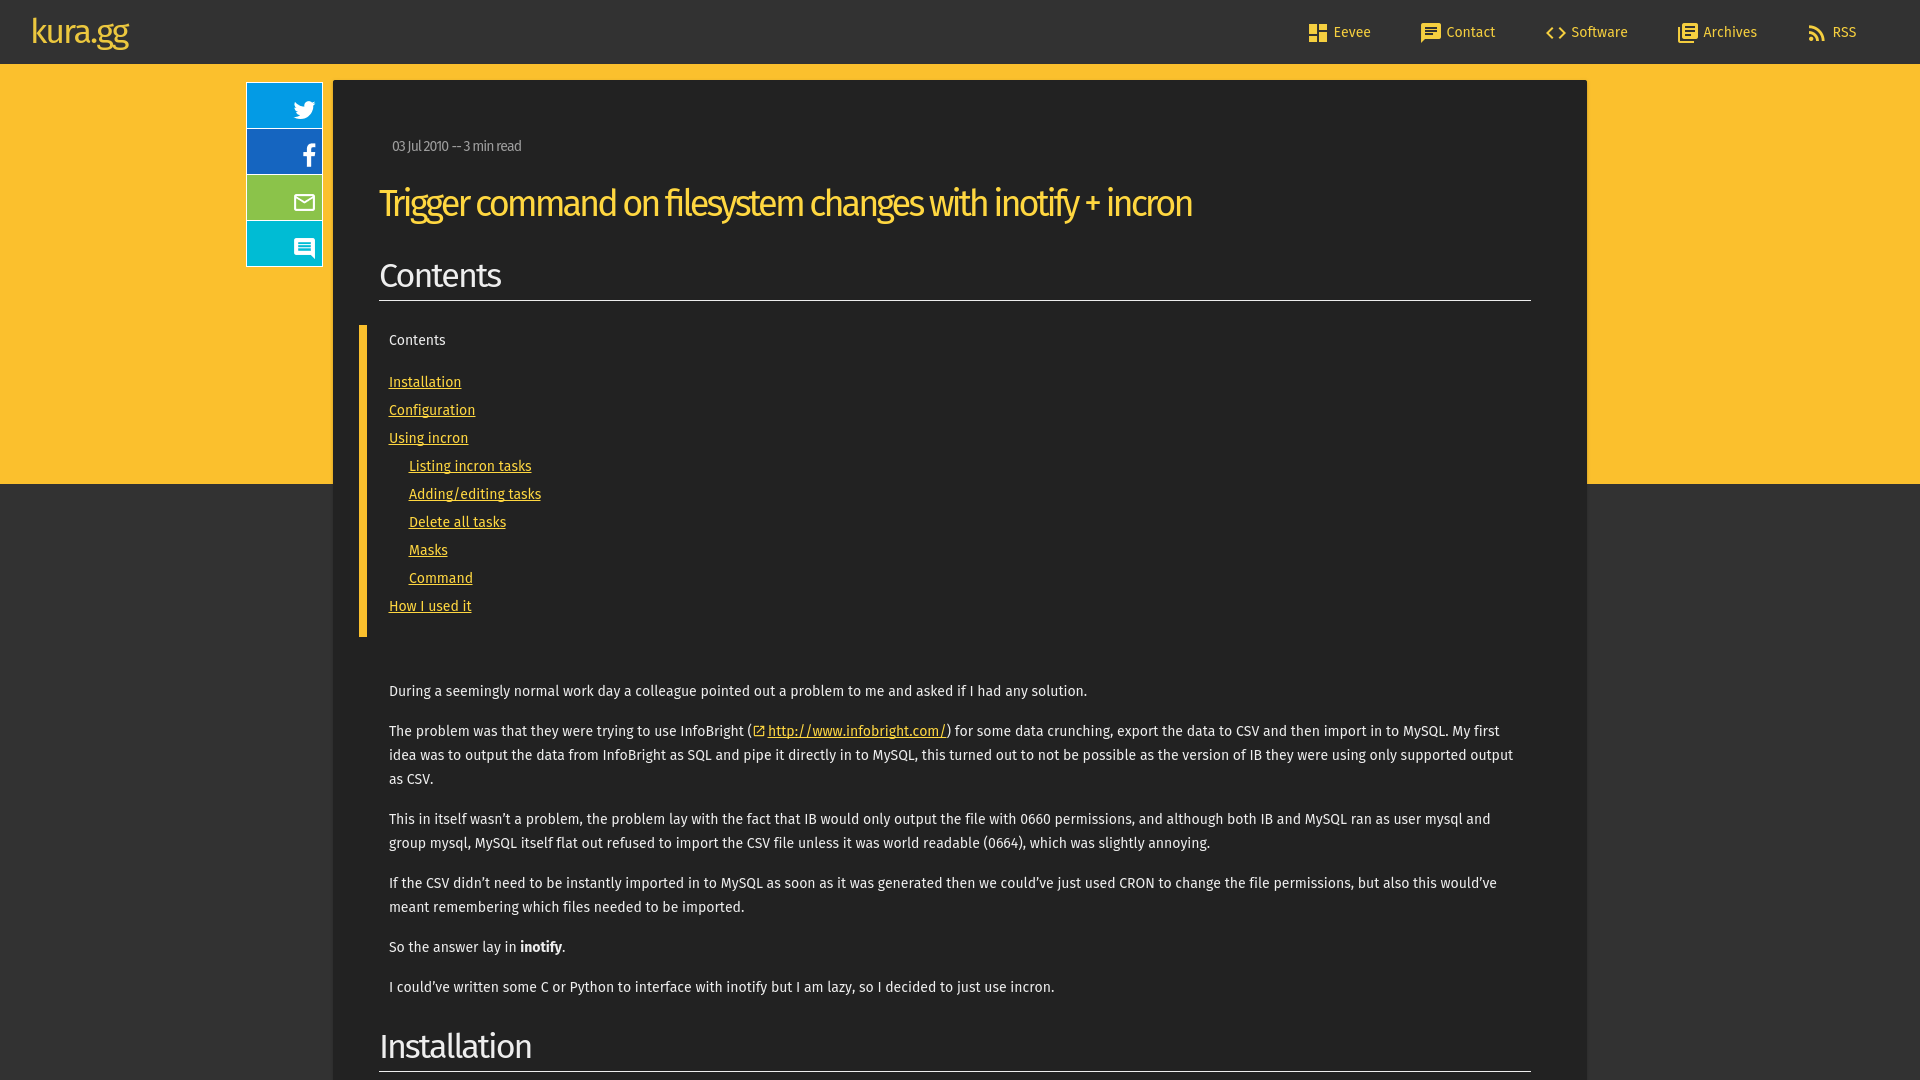 kura.gg
Eevee
Contact
Software
Archives
RSS
03 Jul 2010 -- 3 min read
Trigger command on filesystem changes with inotify + incron
Contents
Contents
Installation
Configuration
Using incron
Listing incron tasks
Adding/editing tasks
Delete all tasks
Masks
Command
How I used it
During a seemingly normal work day a colleague pointed out a problem to me and asked if I had any solution.
The problem was that they were trying to use InfoBright (http://www.infobright.com/) for some data crunching, export the data to CSV and then import in to MySQL. My first
idea was to output the data from InfoBright as SQL and pipe it directly in to MySQL, this turned out to not be possible as the version of IB they were using only supported output
as CSV.
This in itself wasn’t a problem, the problem lay with the fact that IB would only output the file with 0660 permissions, and although both IB and MySQL ran as user mysql and
group mysql, MySQL itself flat out refused to import the CSV file unless it was world readable (0664), which was slightly annoying.
If the CSV didn’t need to be instantly imported in to MySQL as soon as it was generated then we could’ve just used CRON to change the file permissions, but also this would’ve
meant remembering which files needed to be imported.
So the answer lay in inotify.
I could’ve written some C or Python to interface with inotify but I am lazy, so I decided to just use incron.
Installation